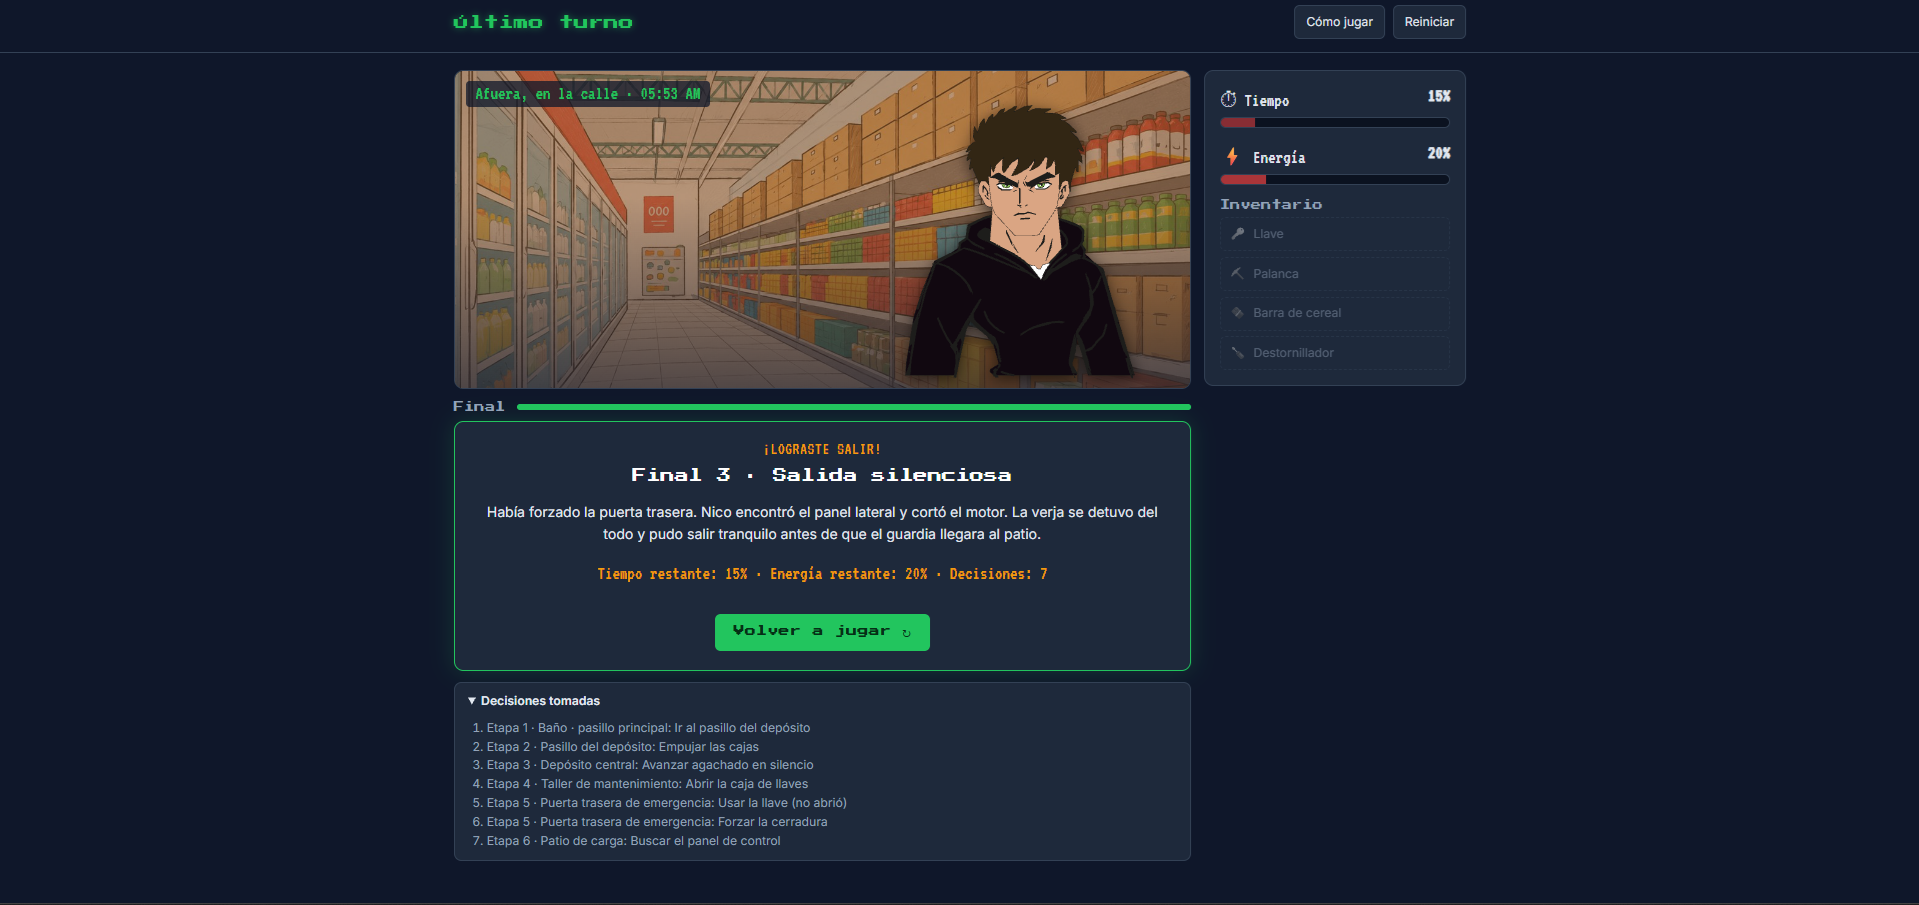 último turno
Cómo jugar
Reiniciar
Afuera, en la calle · 05:53 AM
000
Tiempo
15%
Energía
20%
Inventario
Llave
Palanca
Barra de cereal
Destornillador
Final
¡LOGRASTE SALIR!
Final 3 · Salida silenciosa
Había forzado la puerta trasera. Nico encontró el panel lateral y cortó el motor. La verja se detuvo del
todo y pudo salir tranquilo antes de que el guardia llegara al patio.
Tiempo restante: 15% · Energía restante: 20% · Decisiones: 7
Volver a jugar ↻
▼ Decisiones tomadas
1. Etapa 1 · Baño · pasillo principal: Ir al pasillo del depósito
2. Etapa 2 · Pasillo del depósito: Empujar las cajas
3. Etapa 3 · Depósito central: Avanzar agachado en silencio
4. Etapa 4 · Taller de mantenimiento: Abrir la caja de llaves
5. Etapa 5 · Puerta trasera de emergencia: Usar la llave (no abrió)
6. Etapa 5 · Puerta trasera de emergencia: Forzar la cerradura
7. Etapa 6 · Patio de carga: Buscar el panel de control